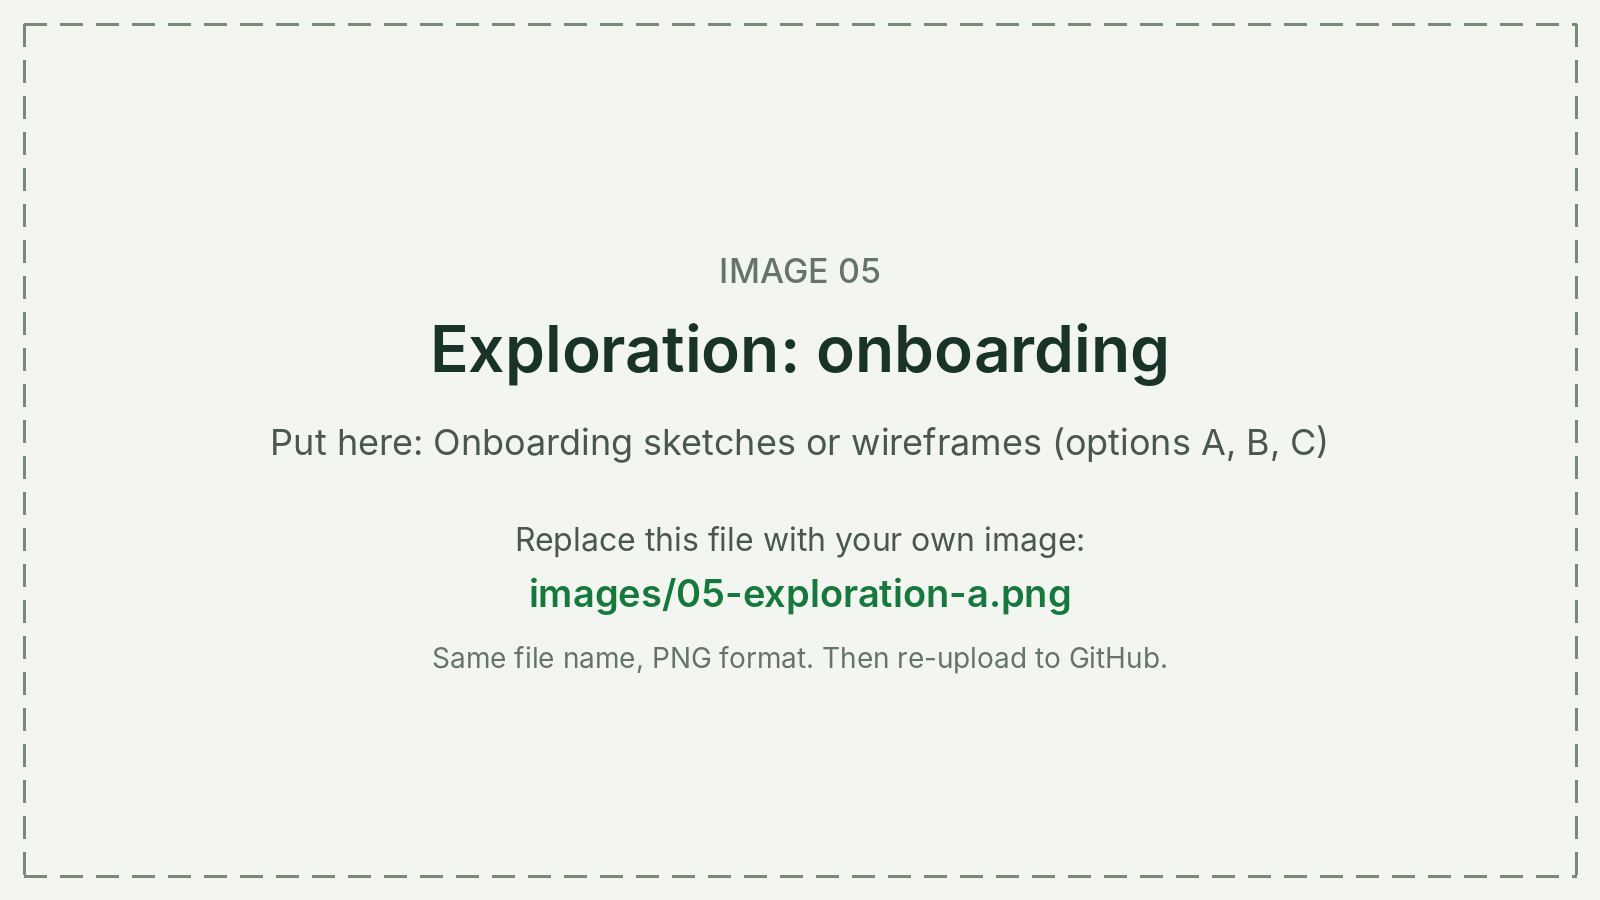 IMAGE 05
Exploration: onboarding
Put here: Onboarding sketches or wireframes (options A, B, C)
Replace this file with your own image:
images/05-exploration-a.png
Same file name, PNG format. Then re-upload to GitHub.